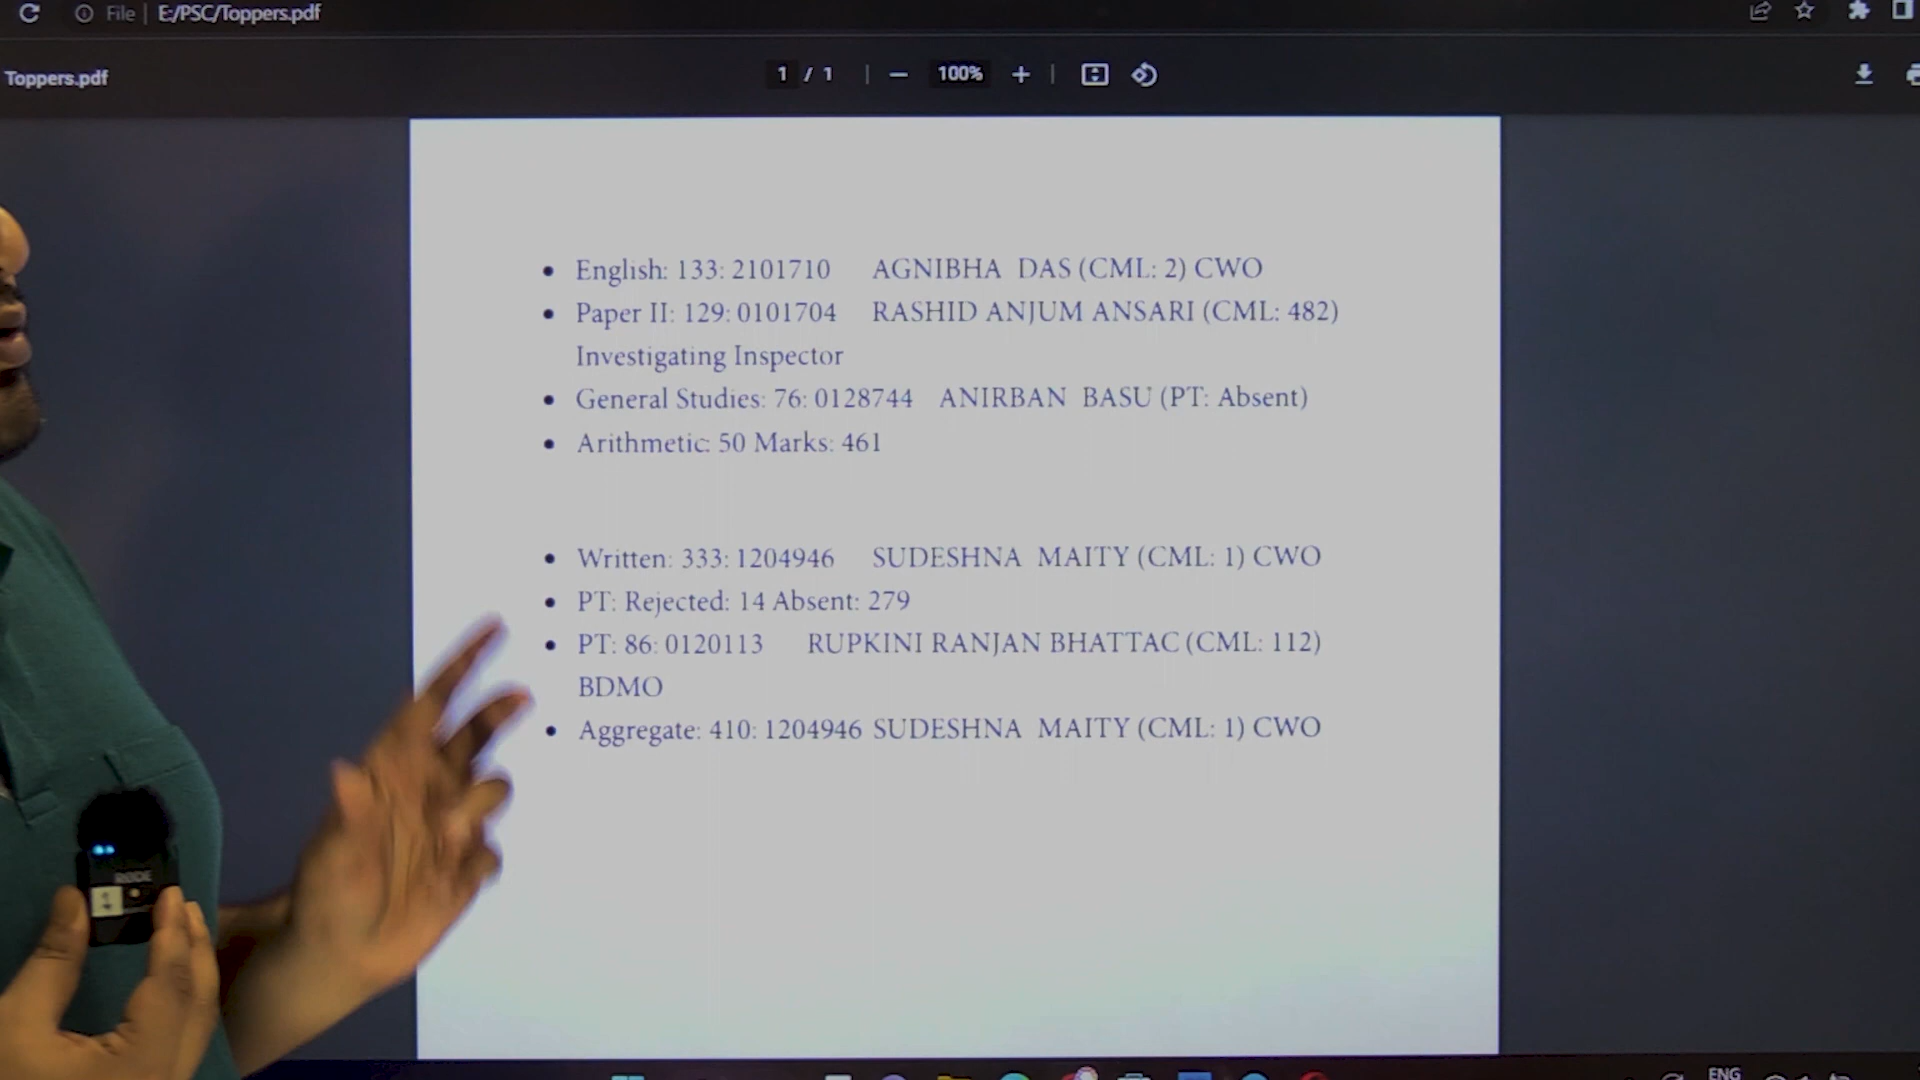 File | E:/PSC/Toppers.pdf
Toppers.pdf
1 / 1 | — 100% + |
• English: 133: 2101710 AGNIBHA DAS (CML: 2) CWO
• Paper II: 129: 0101704 RASHID ANJUM ANSARI (CML: 482)
Investigating Inspector
• General Studies: 76: 0128744 ANIRBAN BASU (PT: Absent)
• Arithmetic: 50 Marks: 461
• Written: 333: 1204946 SUDESHNA MAITY (CML: 1) CWO
• PT: Rejected: 14 Absent: 279
• PT: 86: 0120113 RUPKINI RANJAN BHATTAC (CML: 112)
BDMO
• Aggregate: 410: 1204946 SUDESHNA MAITY (CML: 1) CWO
RODE
1
ENG